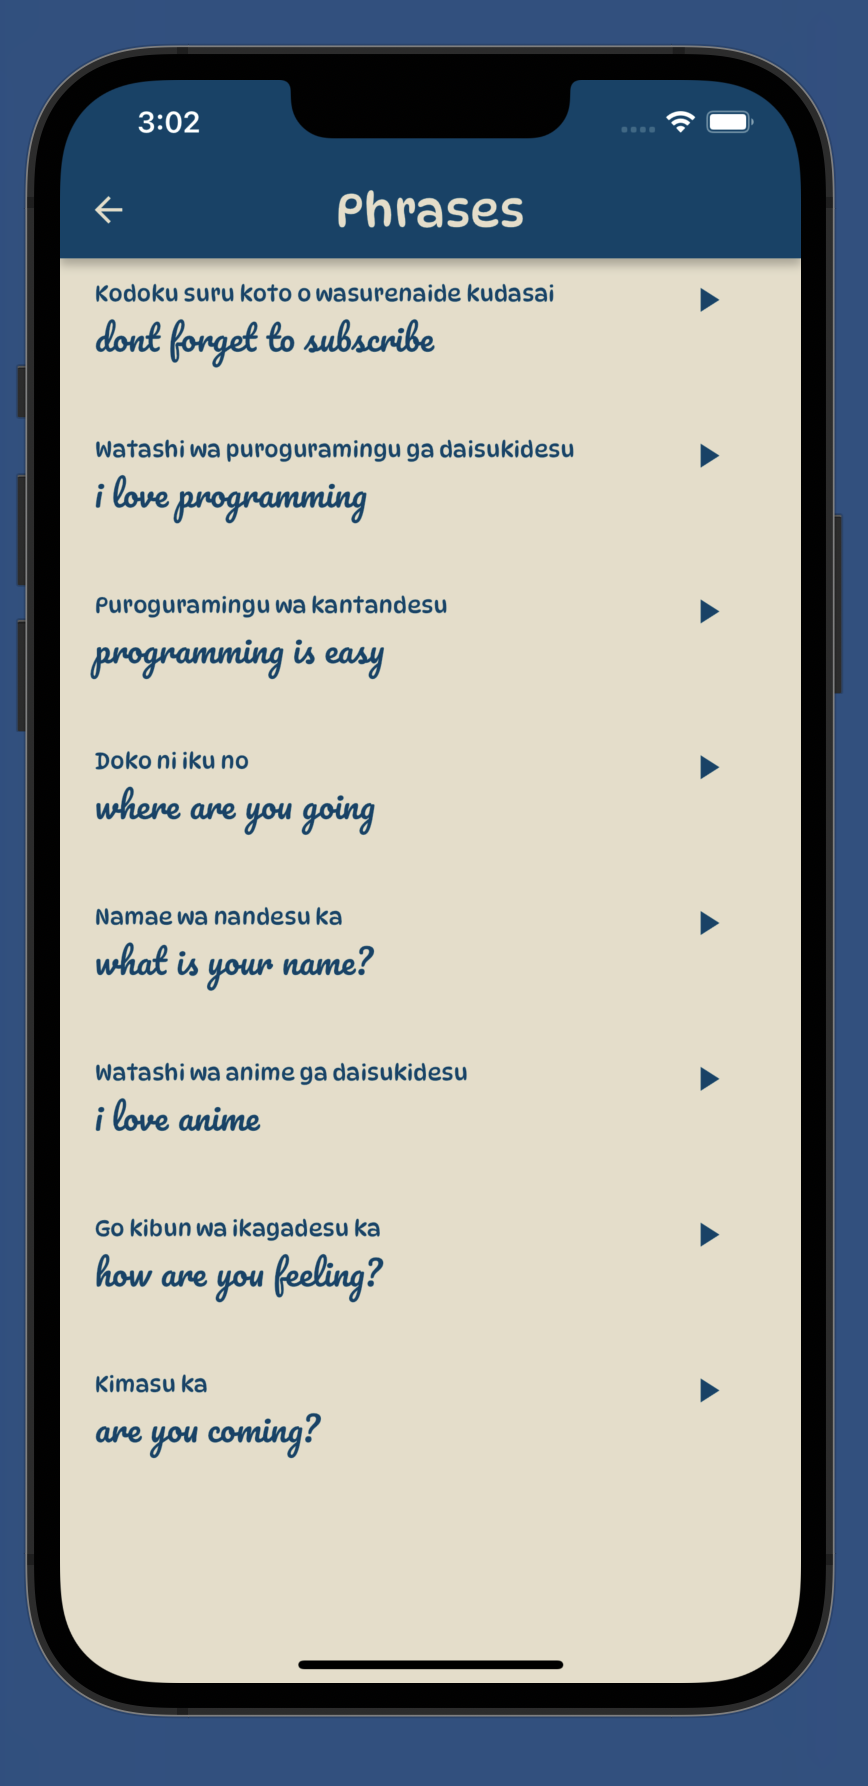 3:02
Phrases
Kodoku suru koto o wasurenaide kudasai
dont forget to subscribe
Watashi wa puroguramingu ga daisukidesu
i love programming
Puroguramingu wa kantandesu
programming is easy
Doko ni iku no
where are you going
Namae wa nandesu ka
what is your name?
Watashi wa anime ga daisukidesu
i love anime
Go kibun wa ikagadesu ka
how are you feeling?
Kimasu ka
are you coming?